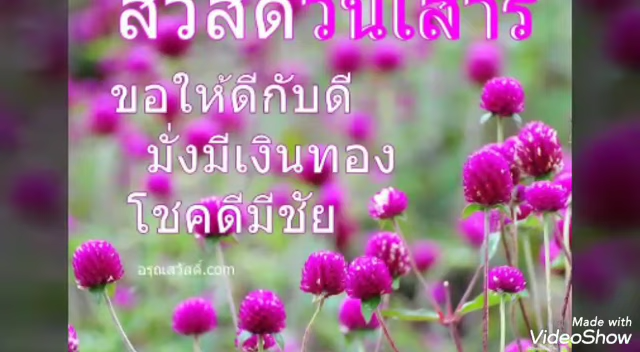 สวัสดีวันเสาร์
ขอให้ดีกับดี
มั่งมีเงินทอง
โชคดีมีชัย
อรุณสวัสดิ์.com
Made with
VideoShow